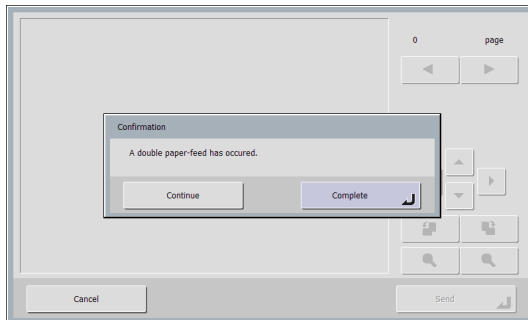 0 page
Confirmation
A double paper-feed has occured.
Continue Complete
Cancel Send